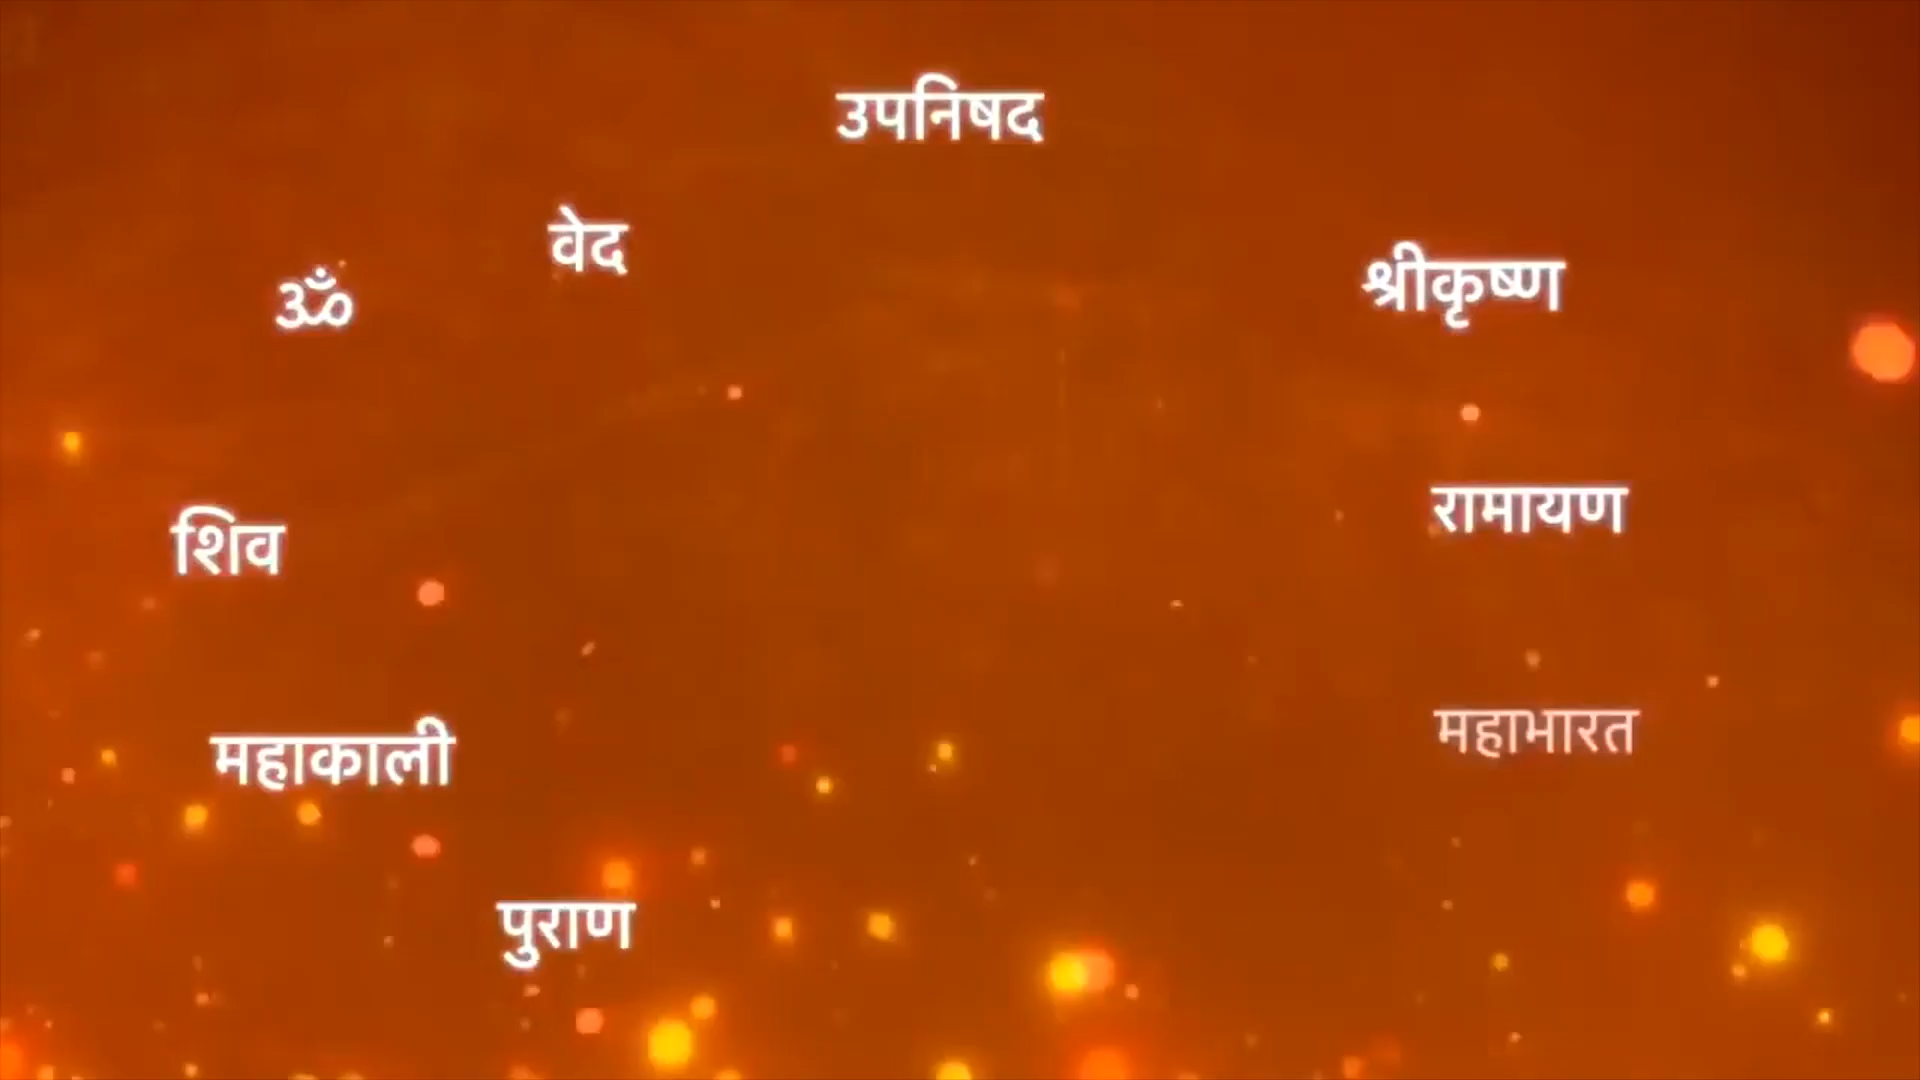 उपनिषद
वेद
श्रीकृष्ण
ॐ
रामायण
शिव
महाभारत
महाकाली
पुराण